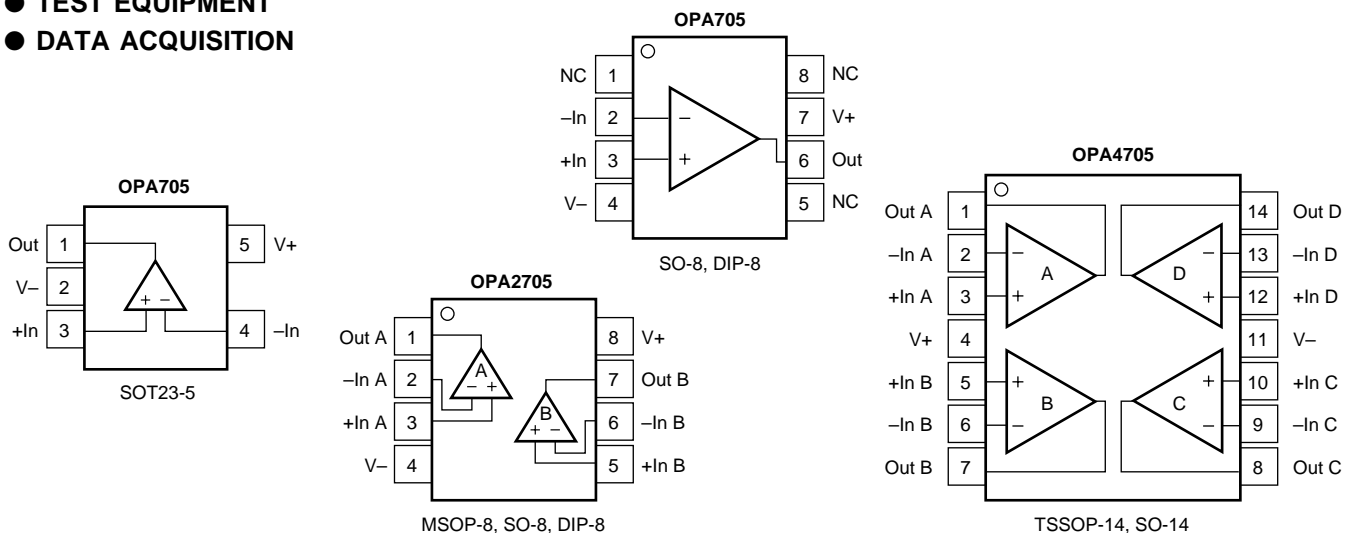 ● TEST EQUIPMENT
● DATA ACQUISITION
OPA705
NC 1 8 NC
–In 2 – 7 V+
+In 3 + 6 Out
V– 4 5 NC
SO-8, DIP-8
OPA705
Out 1 5 V+
V– 2
+ –
+In 3 4 –In
SOT23-5
OPA2705
Out A 1 8 V+
–In A 2 A – + 7 Out B
+In A 3 B + – 6 –In B
V– 4 5 +In B
MSOP-8, SO-8, DIP-8
OPA4705
Out A 1 14 Out D
–In A 2 – – 13 –In D
A D
+In A 3 + + 12 +In D
V+ 4 11 V–
+In B 5 + + 10 +In C
B C
–In B 6 – – 9 –In C
Out B 7 8 Out C
TSSOP-14, SO-14